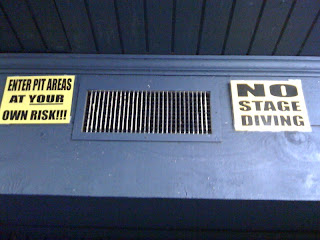 ENTER PIT AREAS
AT YOUR
OWN RISK!!!
NO
STAGE
DIVING